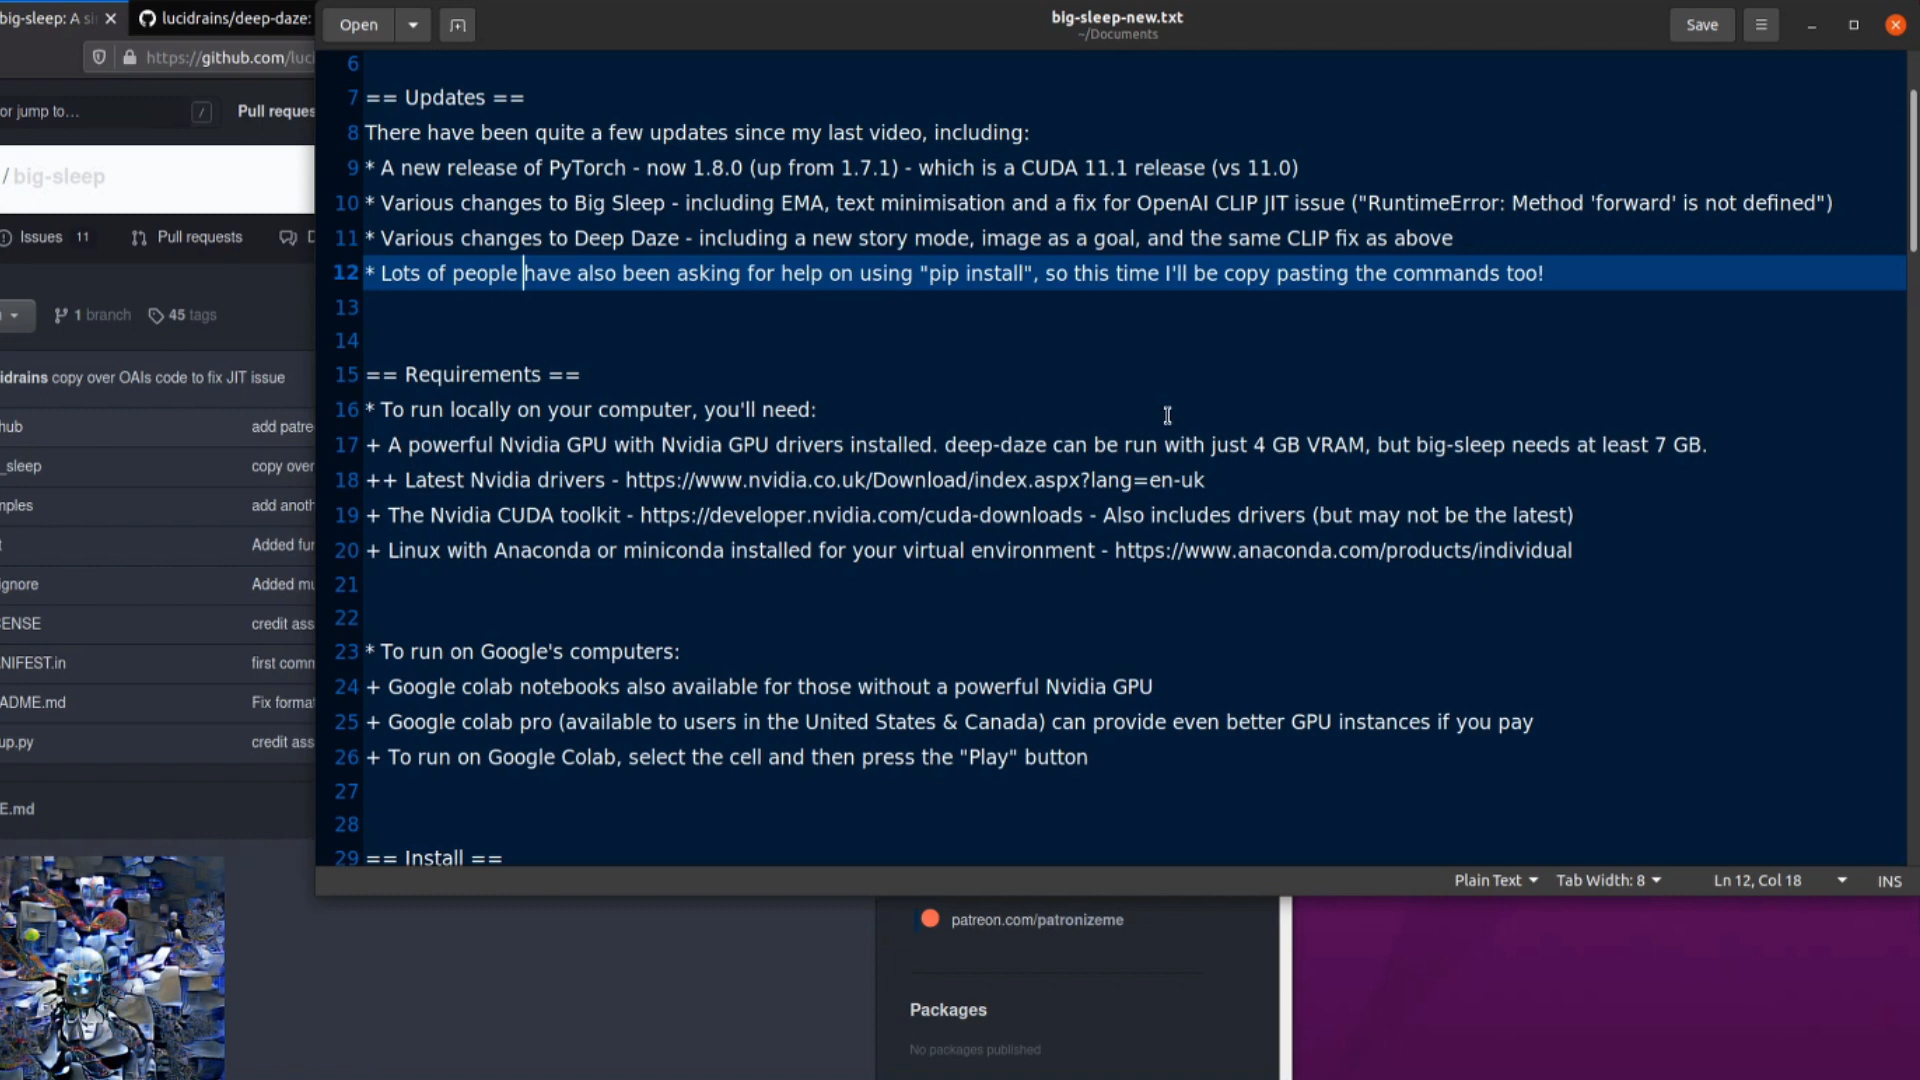 big-sleep: A si
lucidrains/deep-daze:
https://github.com/luci
or jump to…
/
Pull reques
/ big-sleep
Issues 11
Pull requests
D
1 branch
45 tags
idrains copy over OAIs code to fix JIT issue
hub
add patre
_sleep
copy over
mples
add anoth
t
Added fur
ignore
Added mu
CENSE
credit ass
ANIFEST.in
first comm
ADME.md
Fix forma
up.py
credit ass
E.md
Open
big-sleep-new.txt
~/Documents
Save
6
7 == Updates ==
8 There have been quite a few updates since my last video, including:
9 * A new release of PyTorch - now 1.8.0 (up from 1.7.1) - which is a CUDA 11.1 release (vs 11.0)
10 * Various changes to Big Sleep - including EMA, text minimisation and a fix for OpenAI CLIP JIT issue ("RuntimeError: Method 'forward' is not defined")
11 * Various changes to Deep Daze - including a new story mode, image as a goal, and the same CLIP fix as above
12 * Lots of people have also been asking for help on using "pip install", so this time I'll be copy pasting the commands too!
13
14
15 == Requirements ==
16 * To run locally on your computer, you'll need:
17 + A powerful Nvidia GPU with Nvidia GPU drivers installed. deep-daze can be run with just 4 GB VRAM, but big-sleep needs at least 7 GB.
18 ++ Latest Nvidia drivers - https://www.nvidia.co.uk/Download/index.aspx?lang=en-uk
19 + The Nvidia CUDA toolkit - https://developer.nvidia.com/cuda-downloads - Also includes drivers (but may not be the latest)
20 + Linux with Anaconda or miniconda installed for your virtual environment - https://www.anaconda.com/products/individual
21
22
23 * To run on Google's computers:
24 + Google colab notebooks also available for those without a powerful Nvidia GPU
25 + Google colab pro (available to users in the United States & Canada) can provide even better GPU instances if you pay
26 + To run on Google Colab, select the cell and then press the "Play" button
27
28
29 == Install ==
Plain Text
Tab Width: 8
Ln 12, Col 18
INS
patreon.com/patronizeme
Packages
No packages published